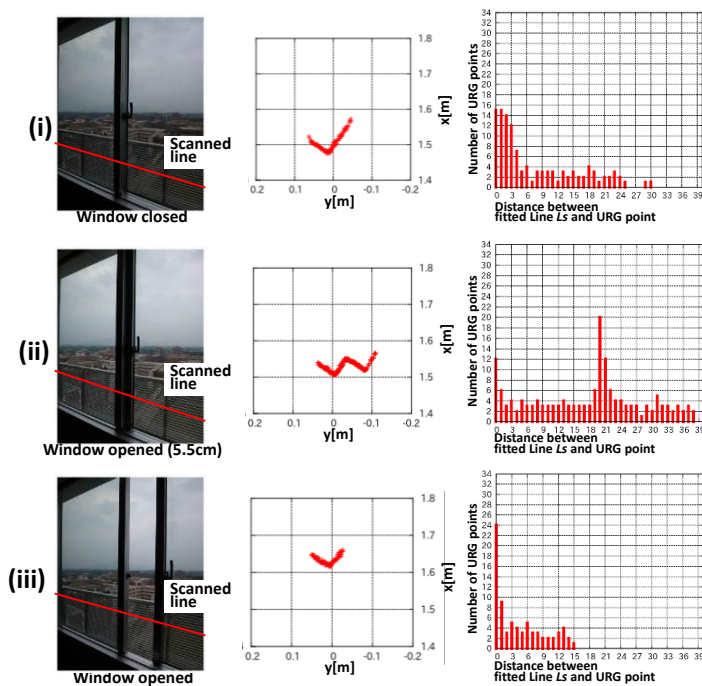 (i)
Scanned
line
Window closed
1.8
1.7
1.6
1.5
1.4
x[m]
0.2 0.1 0 -0.1 -0.2
y[m]
Number of URG points
34
32
30
28
26
24
22
20
18
16
14
12
10
8
6
4
2
0
0 3 6 9 12 15 18 21 24 27 30 33 36 39
Distance between
fitted Line Ls and URG point
(ii)
Scanned
line
Window opened (5.5cm)
1.8
1.7
1.6
1.5
1.4
x[m]
0.2 0.1 0 -0.1 -0.2
y[m]
Number of URG points
34
32
30
28
26
24
22
20
18
16
14
12
10
8
6
4
2
0
0 3 6 9 12 15 18 21 24 27 30 33 36 39
Distance between
fitted Line Ls and URG point
(iii)
Scanned
line
Window opened
1.8
1.7
1.6
1.5
1.4
x[m]
0.2 0.1 0 -0.1 -0.2
y[m]
Number of URG points
34
32
30
28
26
24
22
20
18
16
14
12
10
8
6
4
2
0
0 3 6 9 12 15 18 21 24 27 30 33 36 39
Distance between
fitted Line Ls and URG point